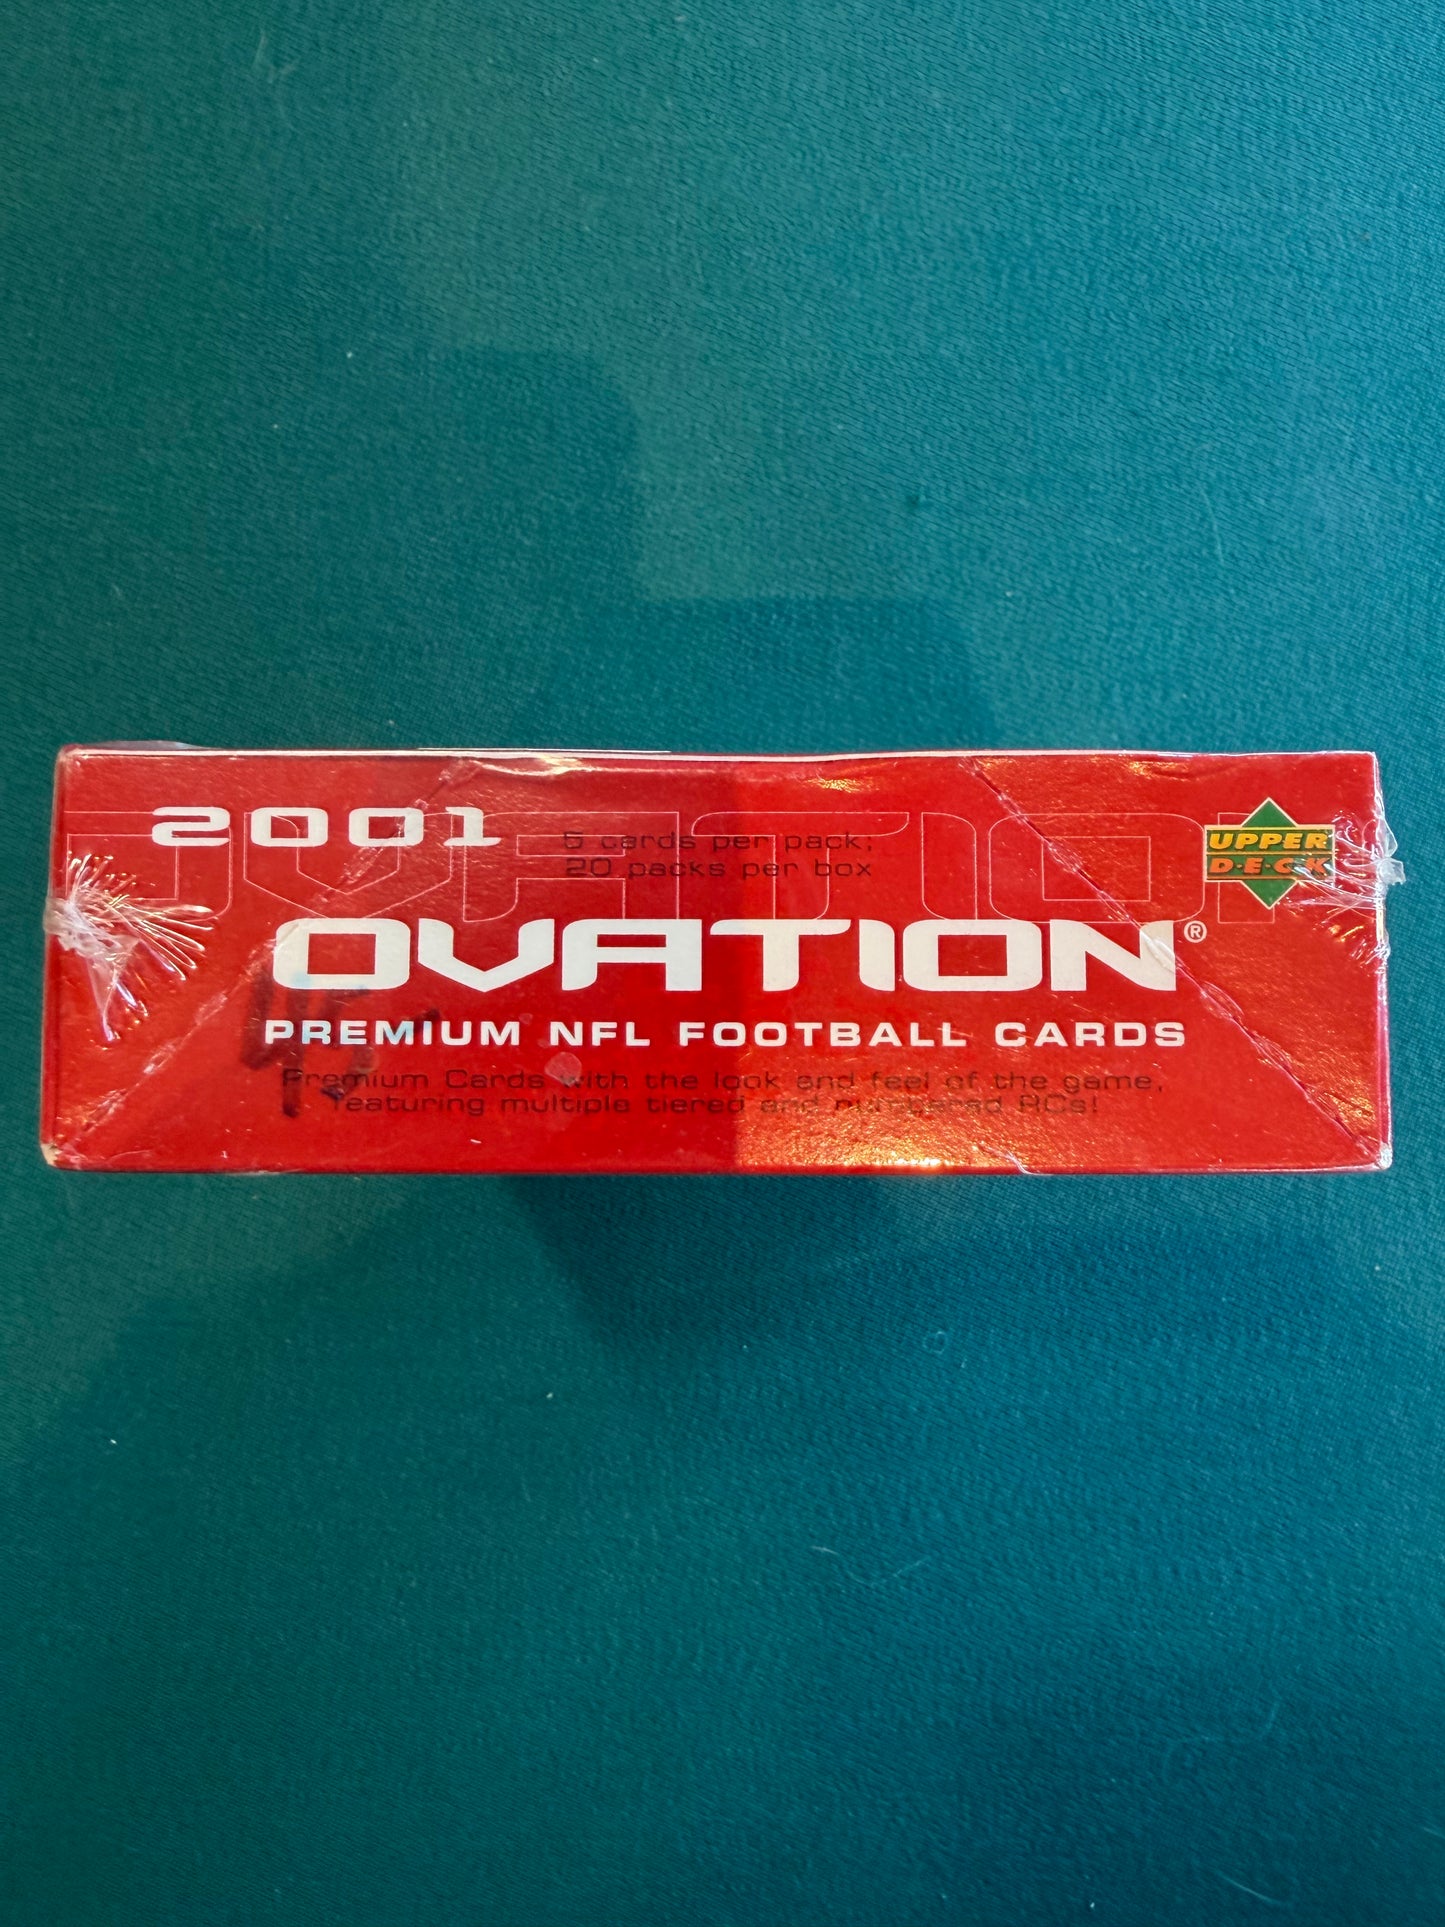 2001
5 cards per pack;
20 packs per box
UPPER
D·E·C·K
OVATION®
PREMIUM NFL FOOTBALL CARDS
Premium Cards with the look and feel of the game,
featuring multiple tiered and numbered RCs!